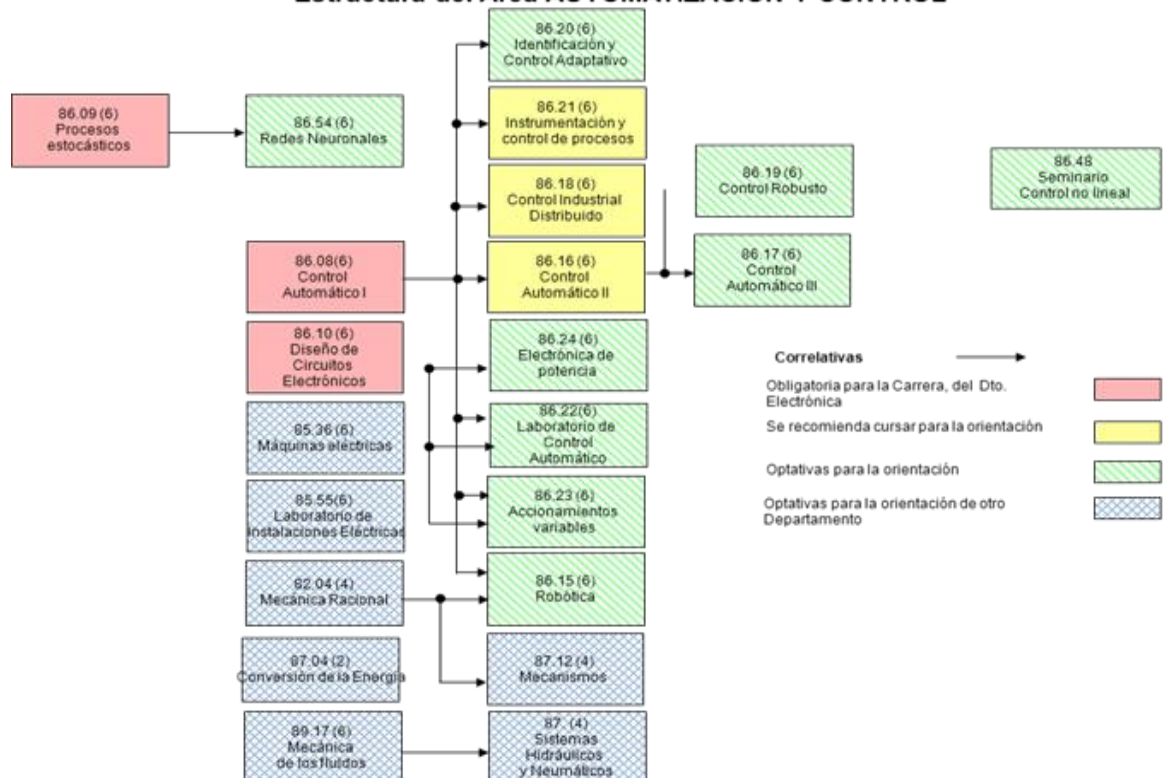 Estructura del Área AUTOMATIZACIÓN Y CONTROL
86.20 (6)
Identificación y
Control Adaptativo
86.09 (6)
Procesos
estocásticos
86.54 (6)
Redes Neuronales
86.21 (6)
Instrumentación y
control de procesos
86.18 (6)
Control Industrial
Distribuido
86.19 (6)
Control Robusto
86.48
Seminario
Control no lineal
86.08(6)
Control
Automático I
86.16 (6)
Control
Automático II
86.17 (6)
Control
Automático III
86.10 (6)
Diseño de
Circuitos
Electrónicos
86.24 (6)
Electrónica de
potencia
85.36 (6)
Máquinas eléctricas
86.22(6)
Laboratorio de
Control
Automático
85.55(6)
Laboratorio de
Instalaciones Eléctricas
86.23 (6)
Accionamientos
variables
82.04 (4)
Mecánica Racional
86.15 (6)
Robótica
87.04 (2)
Conversión de la Energía
87.12 (4)
Mecanismos
89.17 (6)
Mecánica
de los fluidos
87. (4)
Sistemas
Hidráulicos
y Neumáticos
Correlativas
Obligatoria para la Carrera, del Dto.
Electrónica
Se recomienda cursar para la orientación
Optativas para la orientación
Optativas para la orientación de otro
Departamento